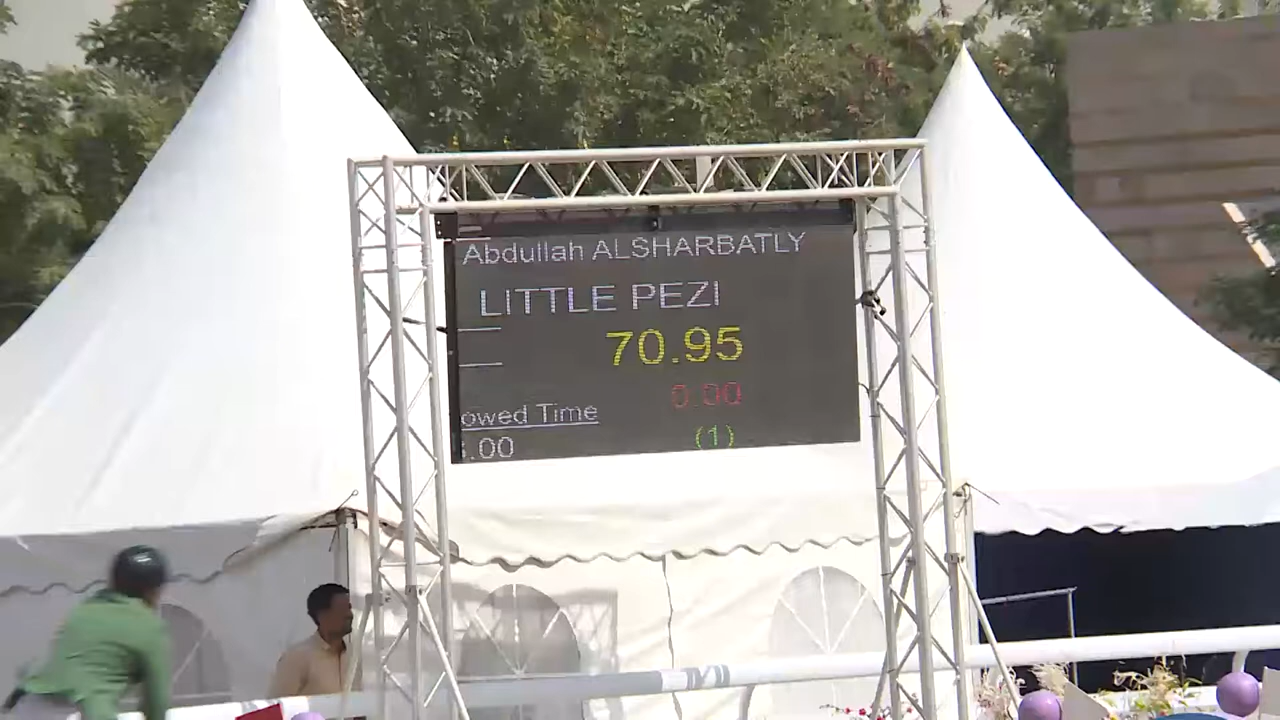 Abdullah ALSHARBATLY
LITTLE PEZI
70.95
0.00
owed Time
.00
(1)